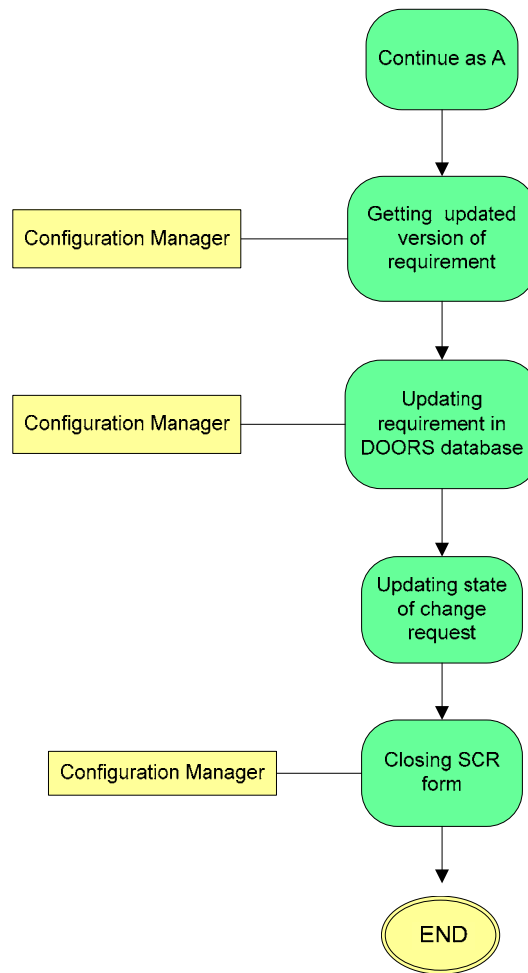 Continue as A
Configuration Manager
Getting updated
version of
requirement
Configuration Manager
Updating
requirement in
DOORS database
Updating state
of change
request
Configuration Manager
Closing SCR
form
END